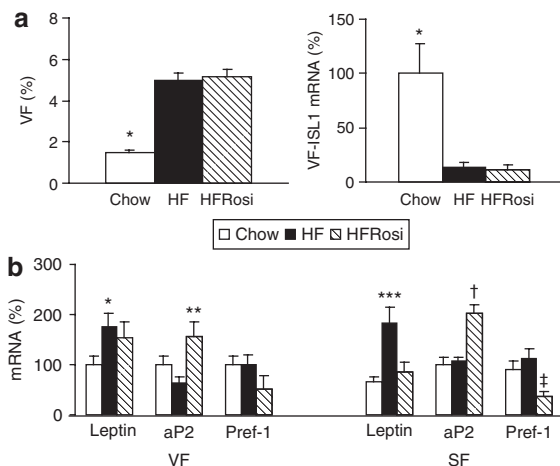 a
VF (%)
8
6
4
2
0
*
Chow HF HFRosi
VF-ISL1 mRNA (%)
150
100
50
0
*
Chow HF HFRosi
Chow HF HFRosi
b
mRNA (%)
300
200
100
0
* ** *** † ‡
Leptin aP2 Pref-1 Leptin aP2 Pref-1
VF SF